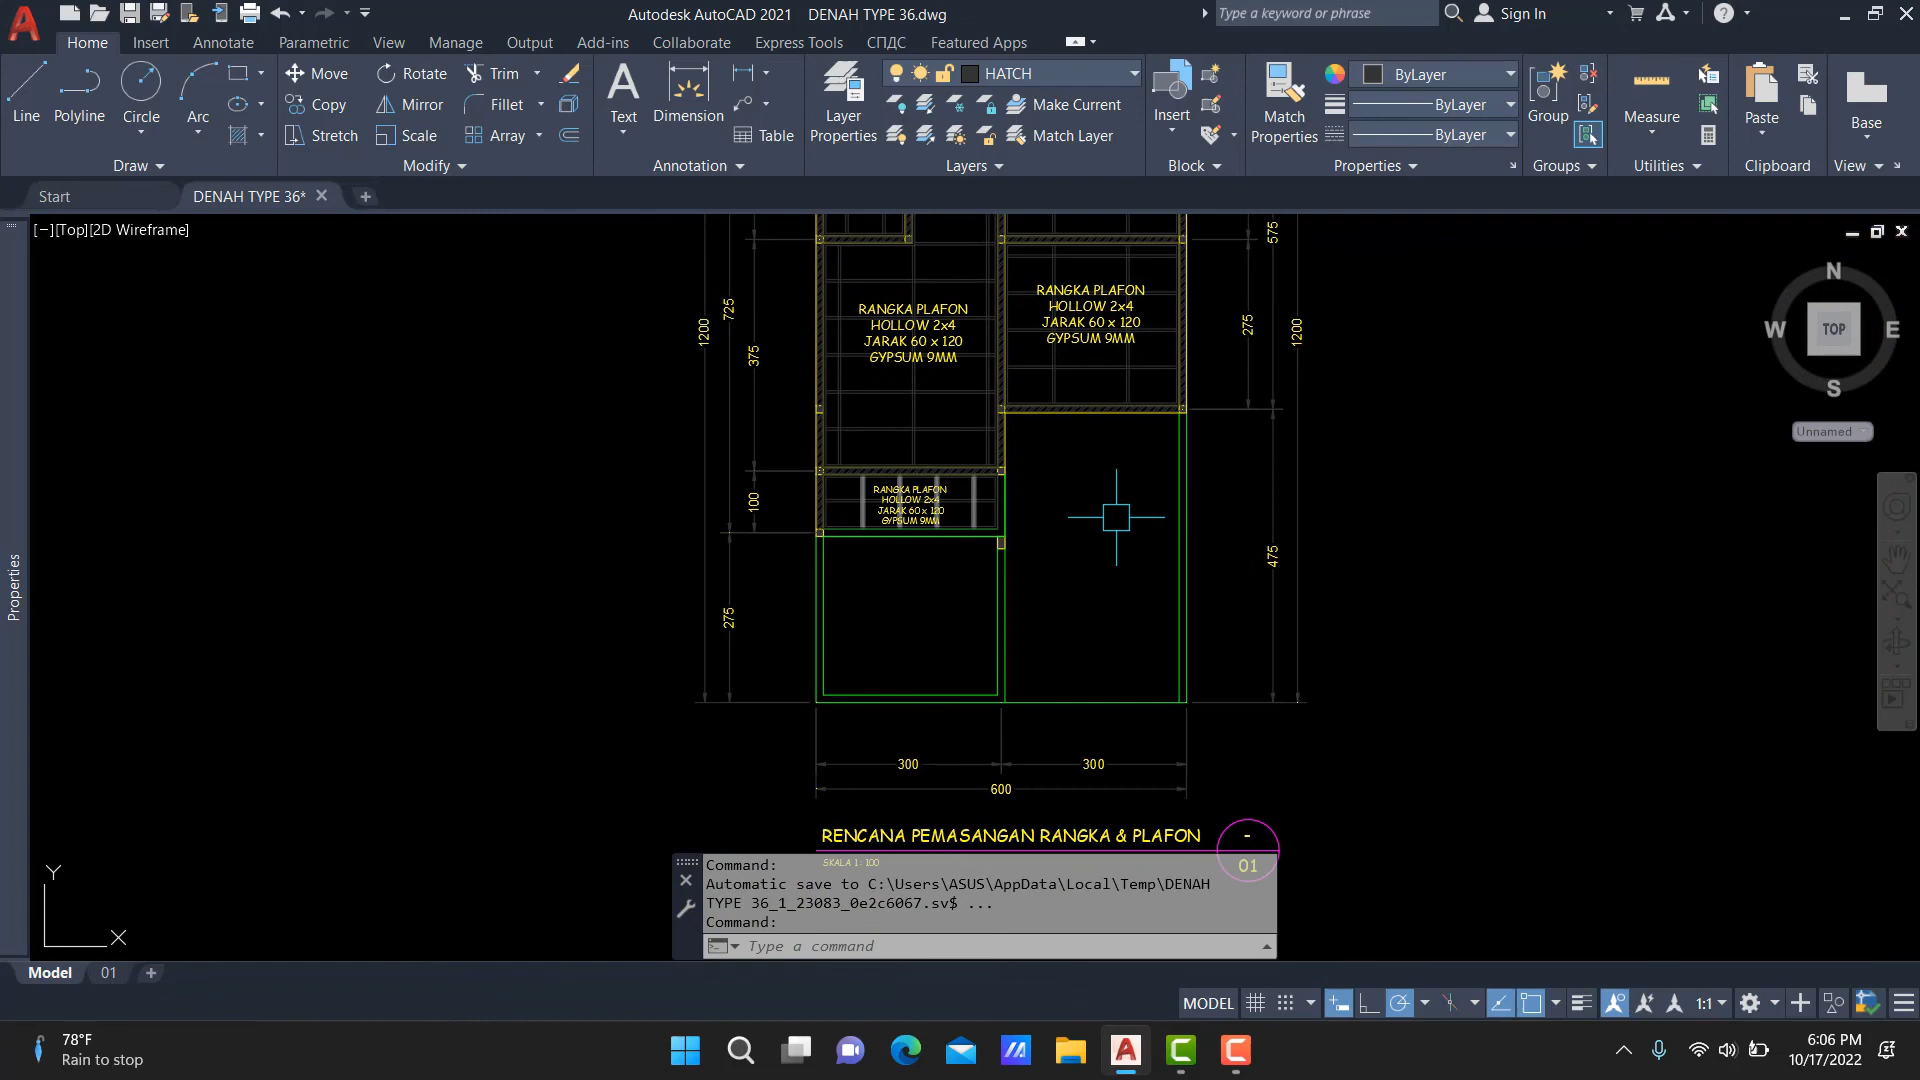 Autodesk AutoCAD 2021 DENAH TYPE 36.dwg
Type a keyword or phrase
Sign In
Home Insert Annotate Parametric View Manage Output Add-ins Collaborate Express Tools СПДС Featured Apps
Line
Polyline
Circle
Arc
Draw
Move
Copy
Stretch
Rotate
Mirror
Scale
Trim
Fillet
Array
Modify
Text
Dimension
Table
Annotation
Layer
Properties
HATCH
Make Current
Match Layer
Layers
Insert
Block
Match
Properties
ByLayer
ByLayer
ByLayer
Properties
Group
Groups
Measure
Utilities
Paste
Clipboard
Base
View
Start
DENAH TYPE 36*
[−][Top][2D Wireframe]
N
W
TOP
E
S
Unnamed
Properties
RANGKA PLAFON
HOLLOW 2x4
JARAK 60 x 120
GYPSUM 9MM
RANGKA PLAFON
HOLLOW 2x4
JARAK 60 x 120
GYPSUM 9MM
RANGKA PLAFON
HOLLOW 2x4
JARAK 60 x 120
GYPSUM 9MM
1200
725
375
100
275
575
275
1200
475
300
300
600
RENCANA PEMASANGAN RANGKA & PLAFON
-
SKALA 1 : 100
01
Command:
Automatic save to C:\Users\ASUS\AppData\Local\Temp\DENAH
TYPE 36_1_23083_0e2c6067.sv$ ...
Command:
Type a command
Y
X
Model
01
MODEL
1:1
78°F
Rain to stop
6:06 PM
10/17/2022